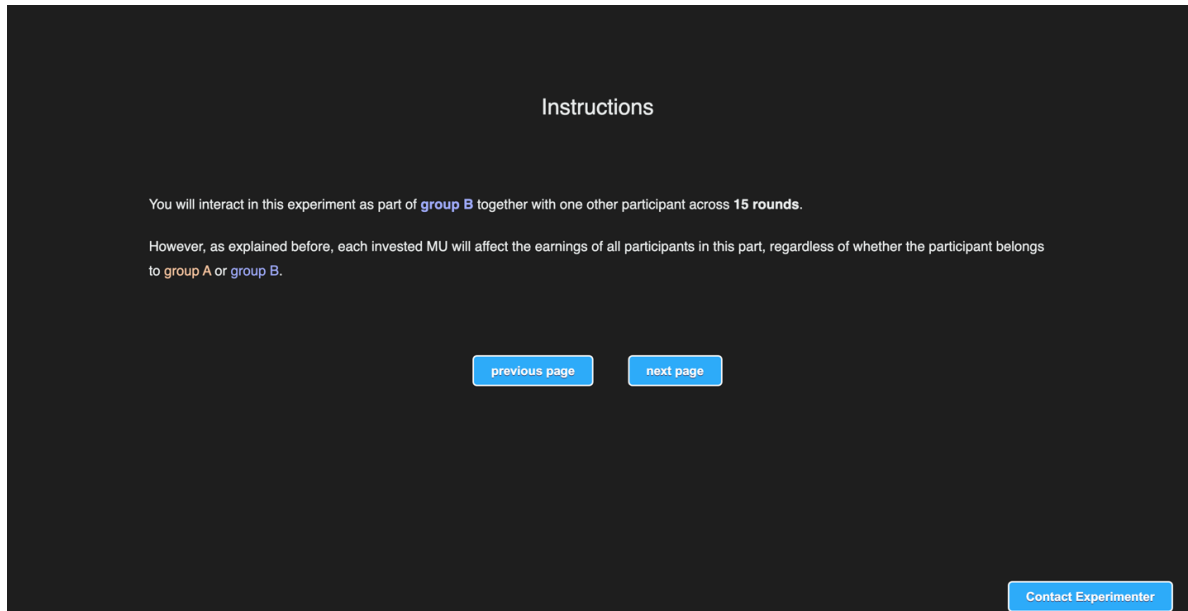 Instructions
You will interact in this experiment as part of group B together with one other participant across 15 rounds.
However, as explained before, each invested MU will affect the earnings of all participants in this part, regardless of whether the participant belongs
to group A or group B.
previous page
next page
Contact Experimenter